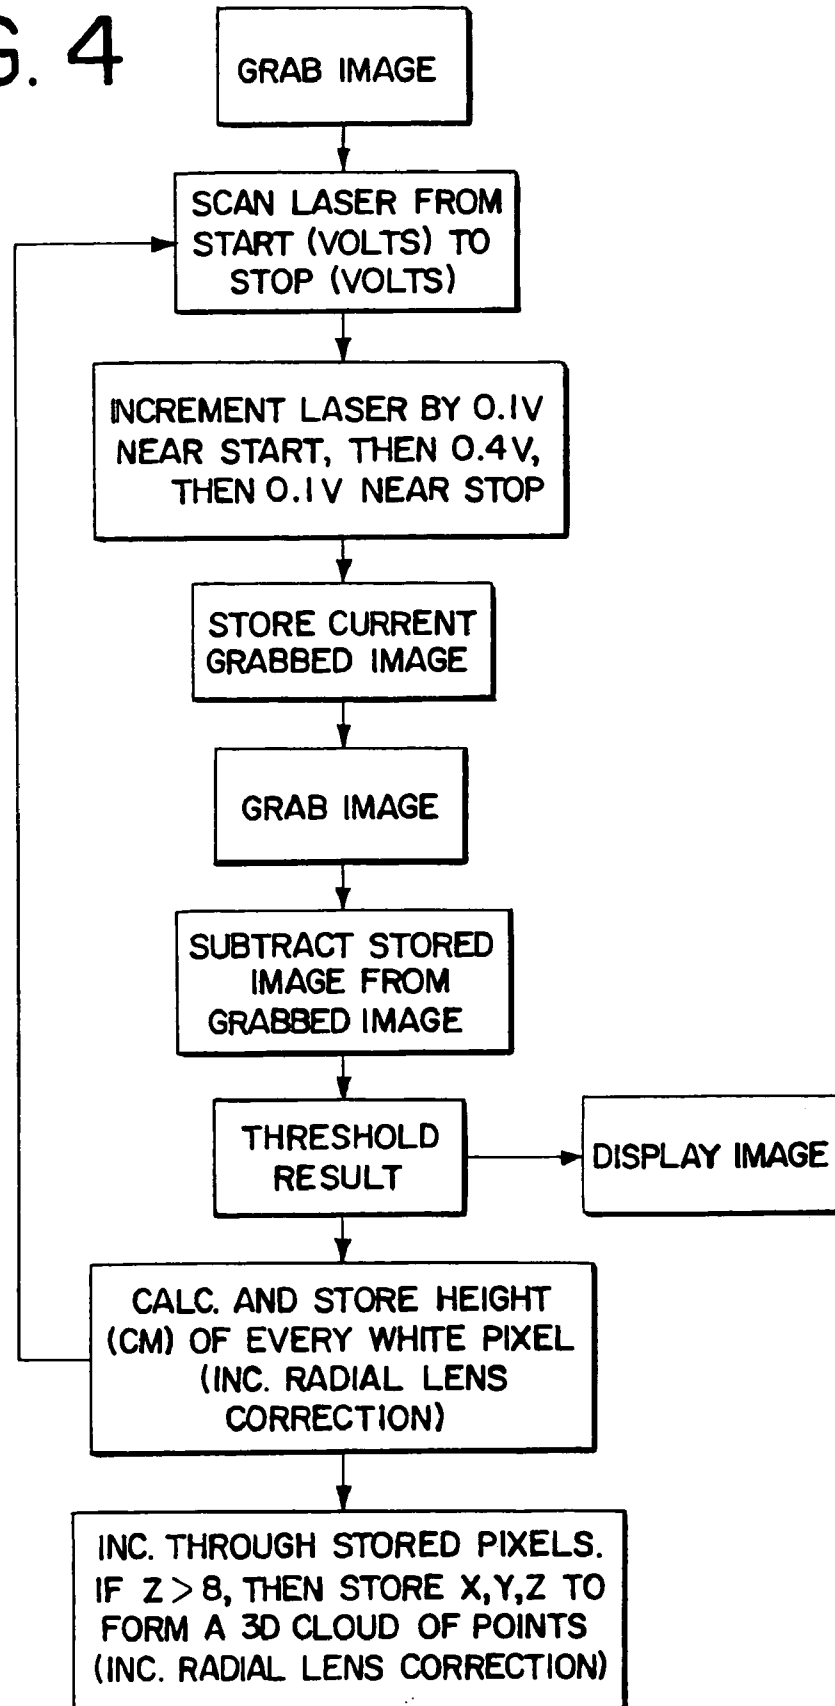 G. 4
GRAB IMAGE
SCAN LASER FROM
START (VOLTS) TO
STOP (VOLTS)
INCREMENT LASER BY 0.1V
NEAR START, THEN 0.4V,
THEN 0.1V NEAR STOP
STORE CURRENT
GRABBED IMAGE
GRAB IMAGE
SUBTRACT STORED
IMAGE FROM
GRABBED IMAGE
THRESHOLD
RESULT
DISPLAY IMAGE
CALC. AND STORE HEIGHT
(CM) OF EVERY WHITE PIXEL
(INC. RADIAL LENS
CORRECTION)
INC. THROUGH STORED PIXELS.
IF Z > 8, THEN STORE X,Y,Z TO
FORM A 3D CLOUD OF POINTS
(INC. RADIAL LENS CORRECTION)